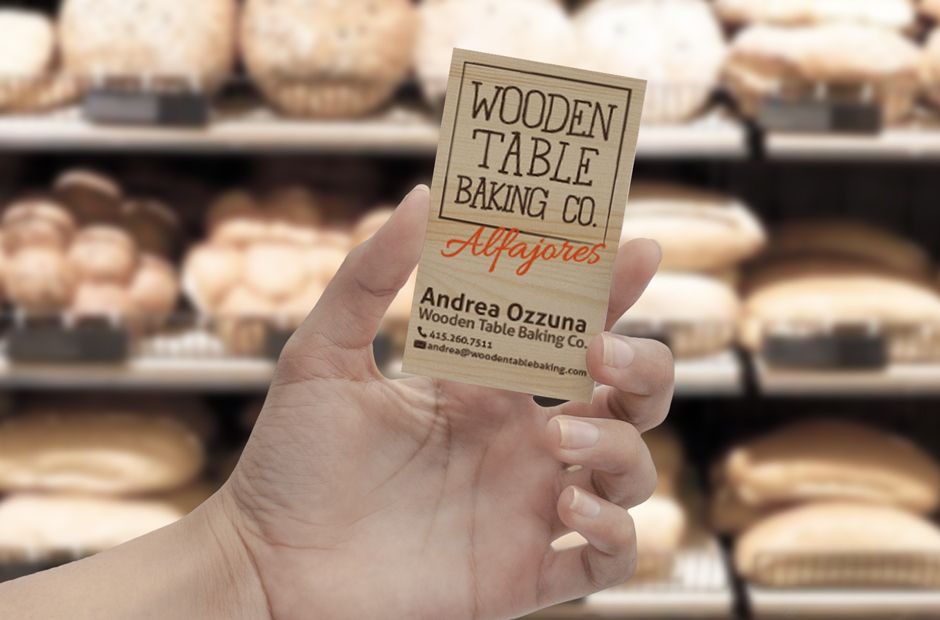 WOODEN
TABLE
BAKING CO.
Alfajores
Andrea Ozzuna
Wooden Table Baking Co.
415.260.7511
andrea@woodentablebaking.com